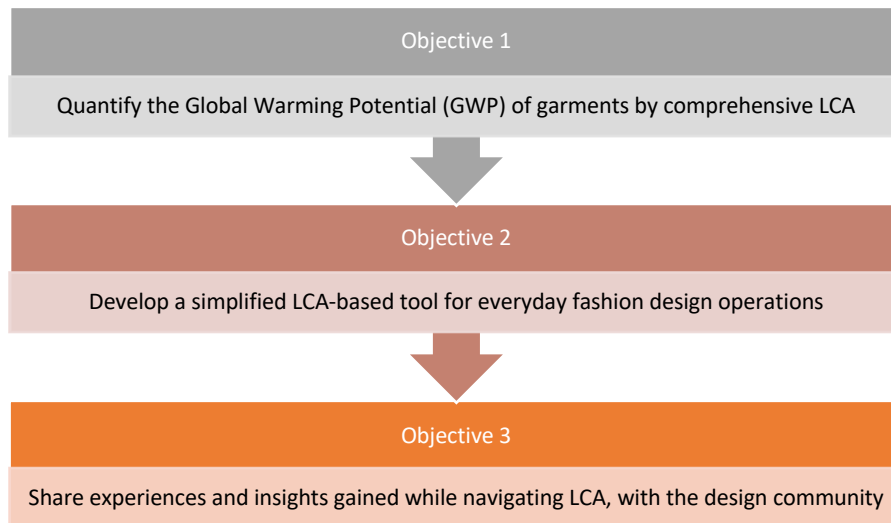 Objective 1
Quantify the Global Warming Potential (GWP) of garments by comprehensive LCA
Objective 2
Develop a simplified LCA-based tool for everyday fashion design operations
Objective 3
Share experiences and insights gained while navigating LCA, with the design community